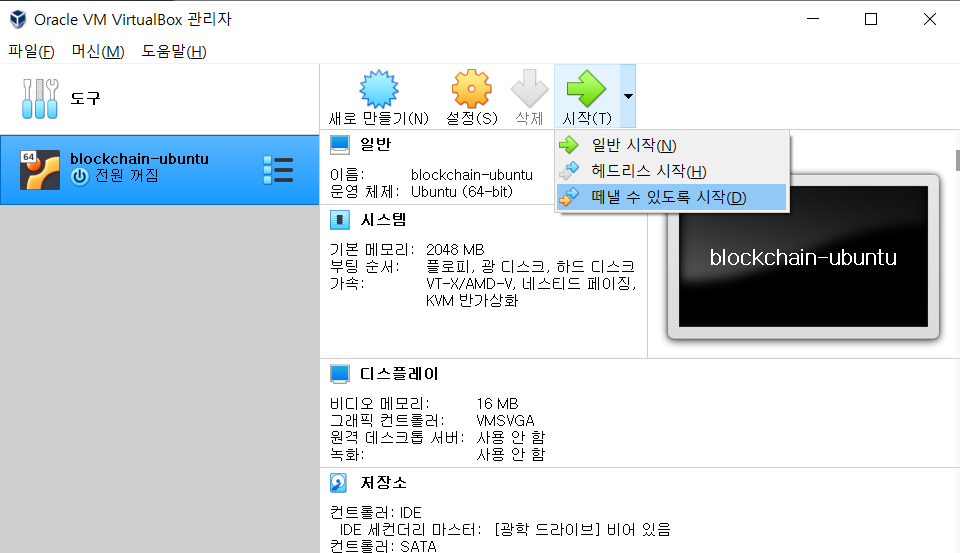 Oracle VM VirtualBox 관리자
파일(F) 머신(M) 도움말(H)
도구
새로 만들기(N) 설정(S) 삭제 시작(T)
64
blockchain-ubuntu
전원 꺼짐
일반 시작(N)
헤드리스 시작(H)
떼낼 수 있도록 시작(D)
일반
이름: blockchain-ubuntu
운영 체제: Ubuntu (64-bit)
시스템
기본 메모리: 2048 MB
부팅 순서: 플로피, 광 디스크, 하드 디스크
가속: VT-X/AMD-V, 네스티드 페이징,
KVM 반가상화
blockchain-ubuntu
디스플레이
비디오 메모리: 16 MB
그래픽 컨트롤러: VMSVGA
원격 데스크톱 서버: 사용 안 함
녹화: 사용 안 함
저장소
컨트롤러: IDE
IDE 세컨더리 마스터: [광학 드라이브] 비어 있음
컨트롤러: SATA